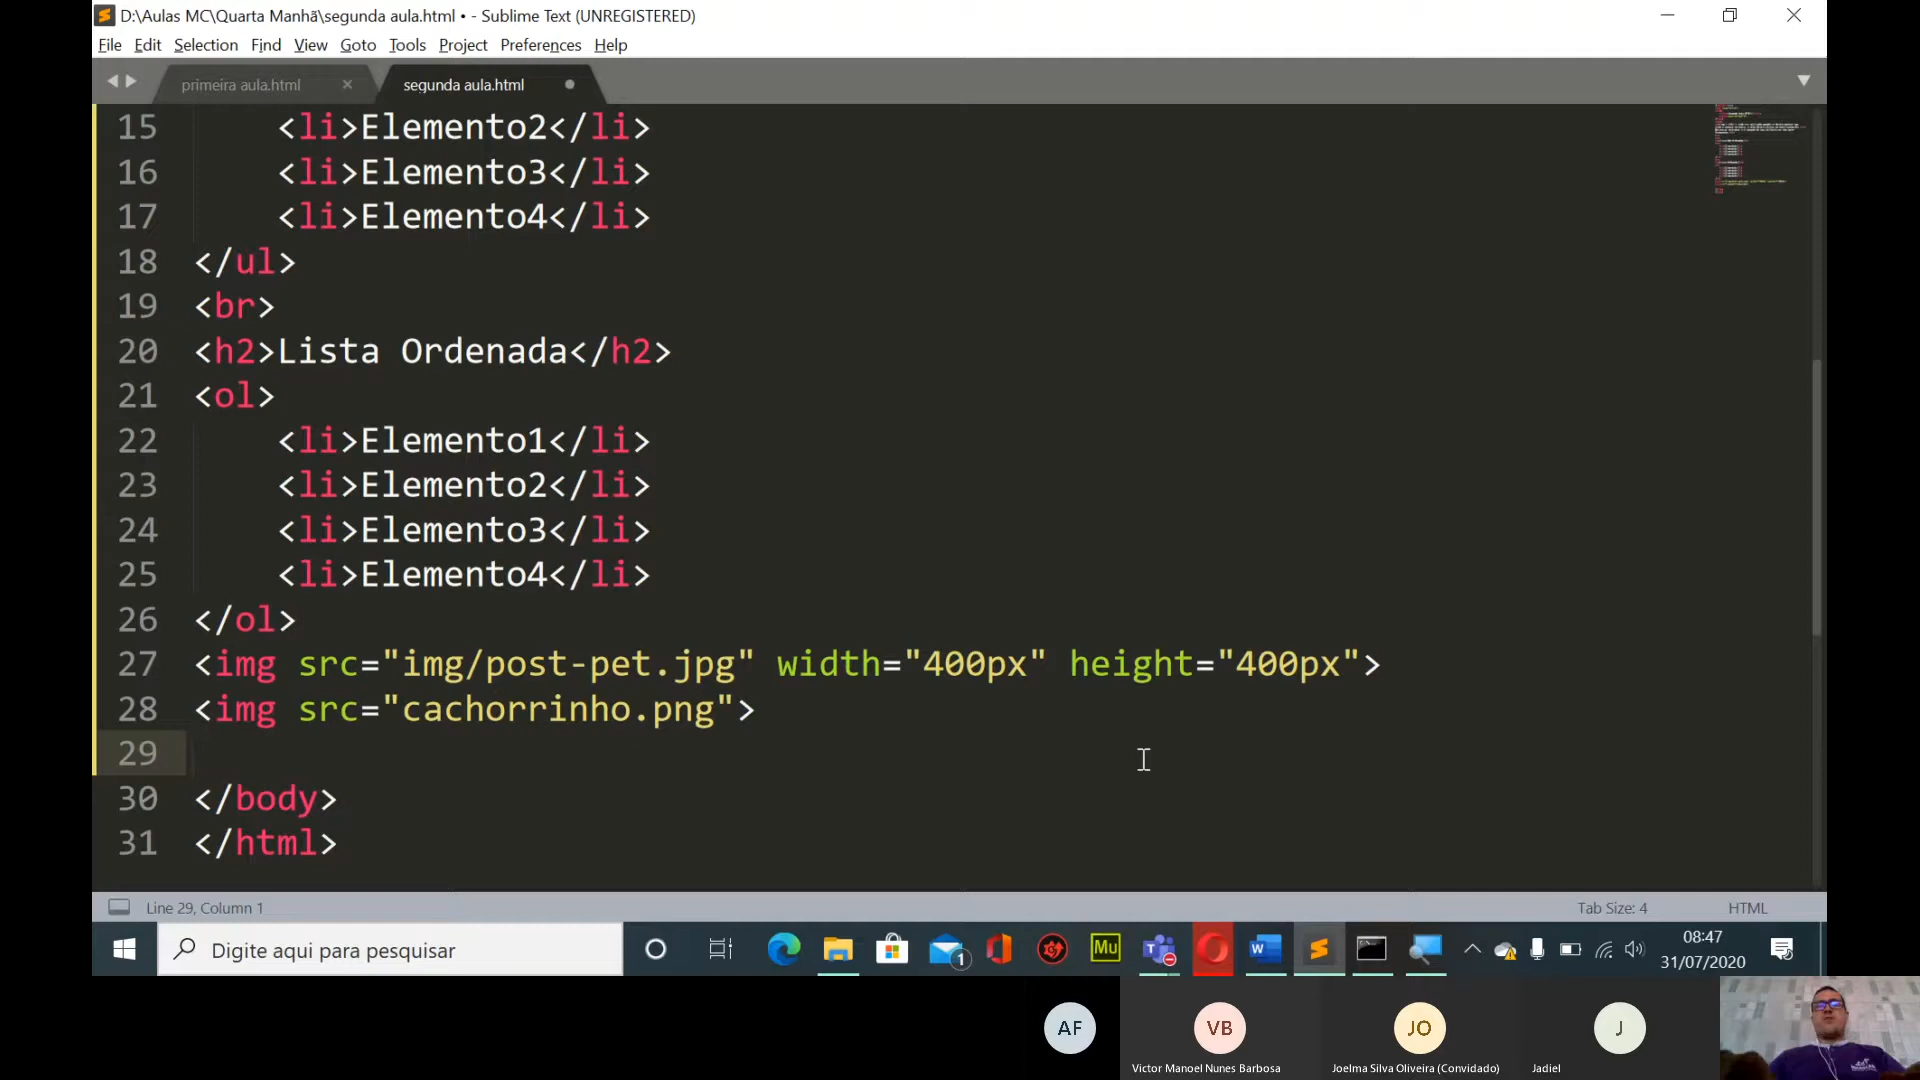 D:\Aulas MC\Quarta Manhã\segunda aula.html • - Sublime Text (UNREGISTERED)
File Edit Selection Find View Goto Tools Project Preferences Help
primeira aula.html segunda aula.html
15 <li>Elemento2</li>
16 <li>Elemento3</li>
17 <li>Elemento4</li>
18 </ul>
19 <br>
20 <h2>Lista Ordenada</h2>
21 <ol>
22 <li>Elemento1</li>
23 <li>Elemento2</li>
24 <li>Elemento3</li>
25 <li>Elemento4</li>
26 </ol>
27 <img src="img/post-pet.jpg" width="400px" height="400px">
28 <img src="cachorrinho.png">
29
30 </body>
31 </html>
Line 29, Column 1 Tab Size: 4 HTML
Digite aqui para pesquisar 1 Mu 08:47
31/07/2020
AF VB JO J
Victor Manoel Nunes Barbosa Joelma Silva Oliveira (Convidado) Jadiel